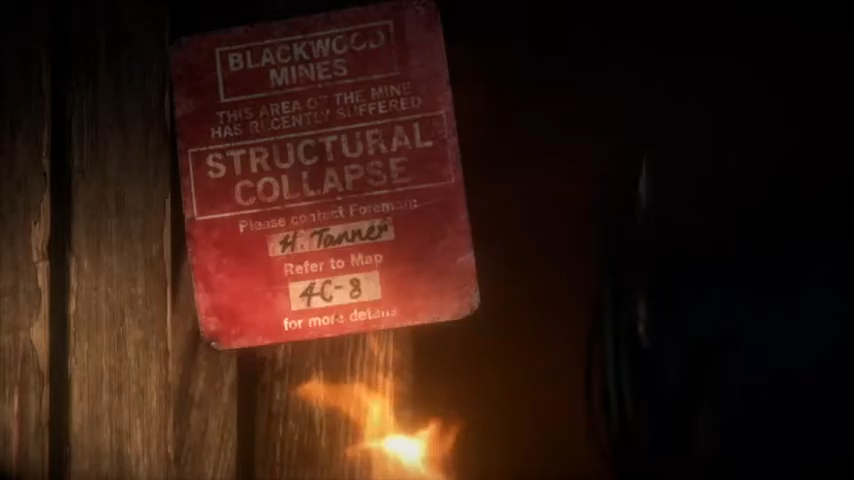 BLACKWOOD
MINES
THIS AREA OF THE MINE
HAS RECENTLY SUFFERED
STRUCTURAL
COLLAPSE
Please contact Foreman:
H. Tanner
Refer to Map
4C-8
for more details